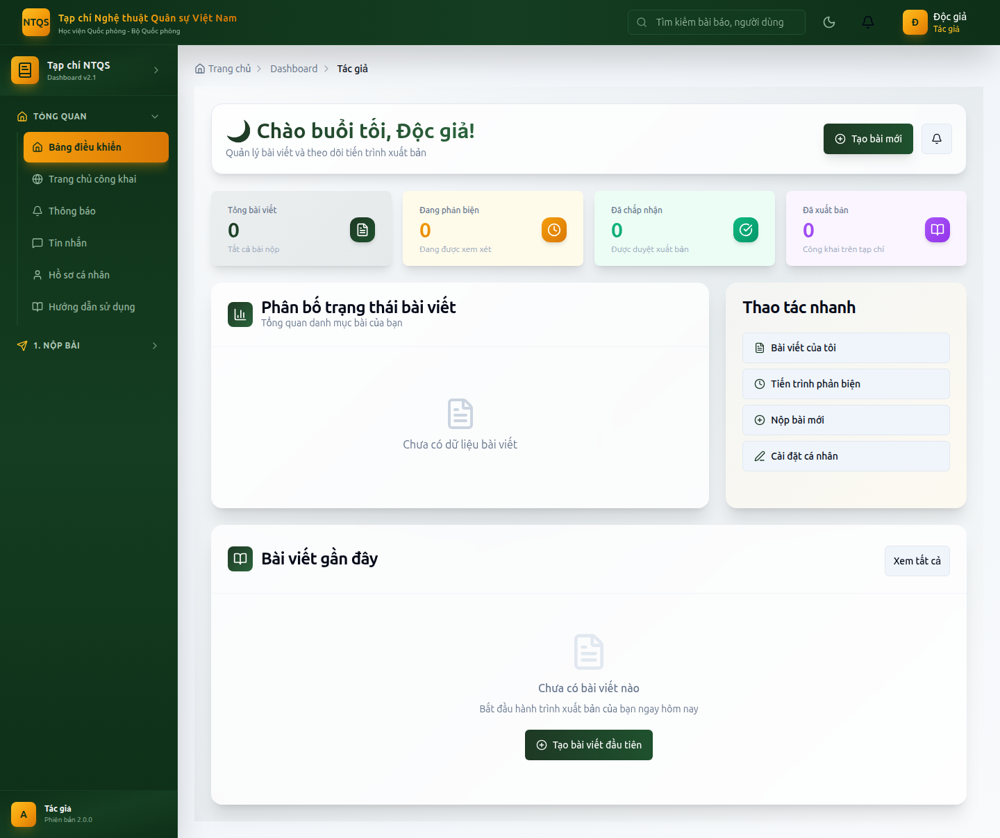 NTQS
Tạp chí Nghệ thuật Quân sự Việt Nam
Học viện Quốc phòng - Bộ Quốc phòng
Tìm kiếm bài báo, người dùng
Đ
Độc giả
Tác giả
Tạp chí NTQS
Dashboard v2.1
TỔNG QUAN
Bảng điều khiển
Trang chủ công khai
Thông báo
Tin nhắn
Hồ sơ cá nhân
Hướng dẫn sử dụng
1. NỘP BÀI
A
Tác giả
Phiên bản 2.0.0
Trang chủ
Dashboard
Tác giả
Chào buổi tối, Độc giả!
Quản lý bài viết và theo dõi tiến trình xuất bản
Tạo bài mới
Tổng bài viết
0
Tất cả bài nộp
Đang phản biện
0
Đang được xem xét
Đã chấp nhận
0
Được duyệt xuất bản
Đã xuất bản
0
Công khai trên tạp chí
Phân bố trạng thái bài viết
Tổng quan danh mục bài của bạn
Chưa có dữ liệu bài viết
Thao tác nhanh
Bài viết của tôi
Tiến trình phản biện
Nộp bài mới
Cài đặt cá nhân
Bài viết gần đây
Xem tất cả
Chưa có bài viết nào
Bắt đầu hành trình xuất bản của bạn ngay hôm nay
Tạo bài viết đầu tiên